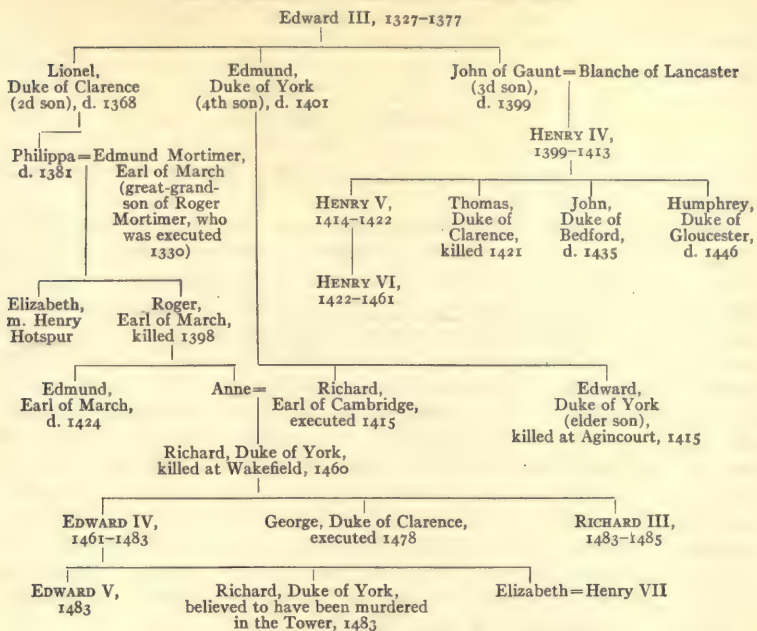 Edward III, 1327–1377
Lionel,
Duke of Clarence
(2d son), d. 1368
Edmund,
Duke of York
(4th son), d. 1401
John of Gaunt=Blanche of Lancaster
(3d son),
d. 1399
HENRY IV,
1399–1413
Philippa=Edmund Mortimer,
d. 1381
Earl of March
(great-grand-
son of Roger
Mortimer, who
was executed
1330)
HENRY V,
1414–1422
Thomas,
Duke of
Clarence,
killed 1421
John,
Duke of
Bedford,
d. 1435
Humphrey,
Duke of
Gloucester,
d. 1446
HENRY VI,
1422–1461
Elizabeth,
m. Henry
Hotspur
Roger,
Earl of March,
killed 1398
Edmund,
Earl of March,
d. 1424
Anne=
Richard,
Earl of Cambridge,
executed 1415
Edward,
Duke of York
(elder son),
killed at Agincourt, 1415
Richard, Duke of York,
killed at Wakefield, 1460
EDWARD IV,
1461–1483
George, Duke of Clarence,
executed 1478
RICHARD III,
1483–1485
EDWARD V,
1483
Richard, Duke of York,
believed to have been murdered
in the Tower, 1483
Elizabeth=Henry VII